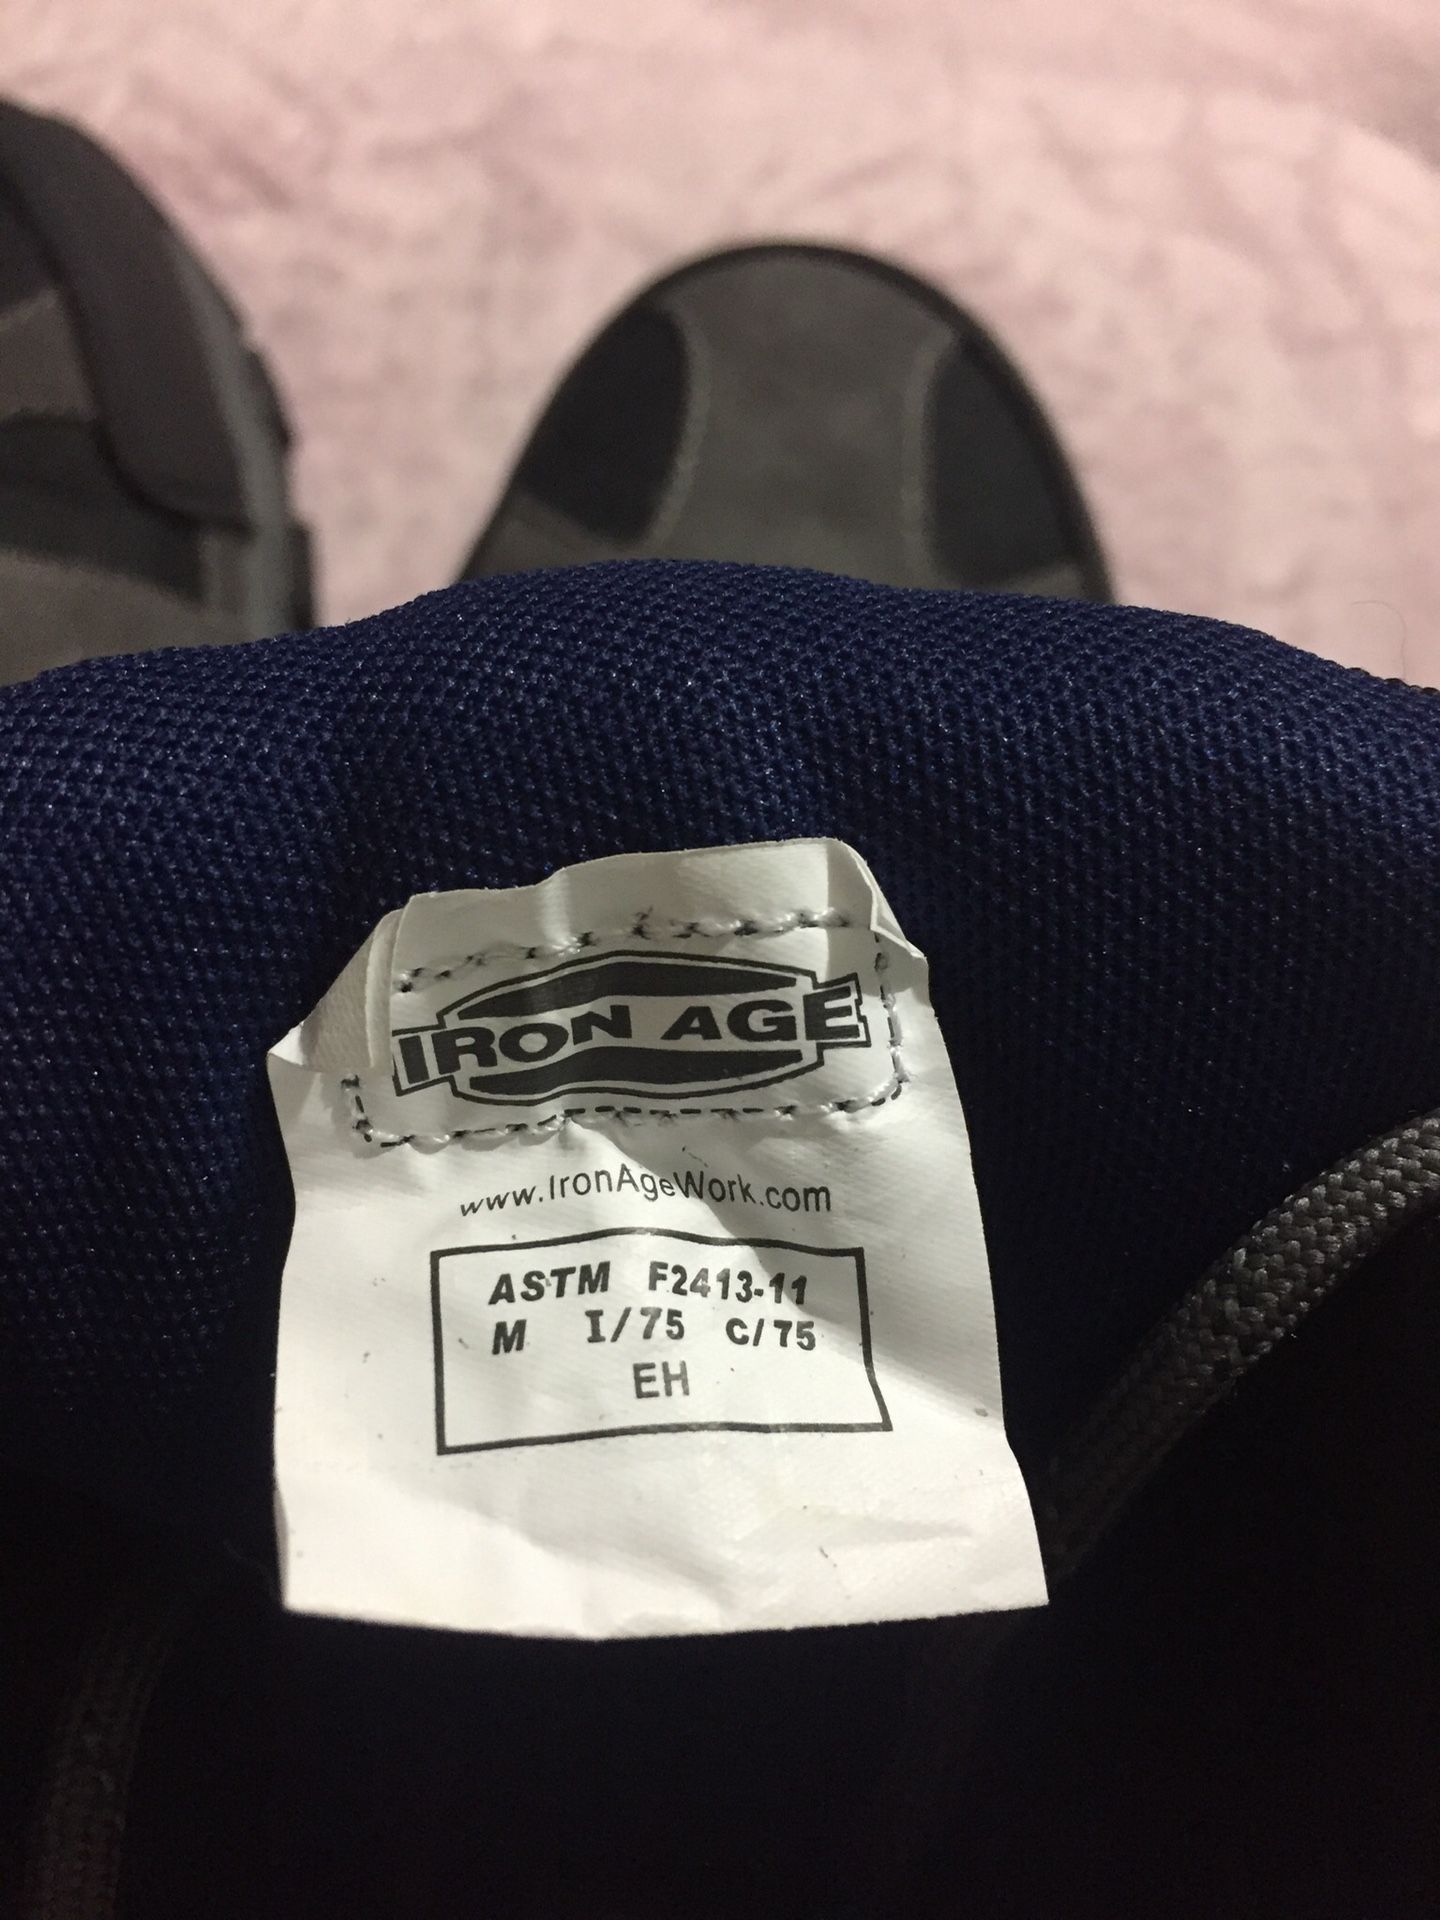 IRON AGE
www.IronAgeWork.com
ASTM F2413-11
M I/75 C/75
EH